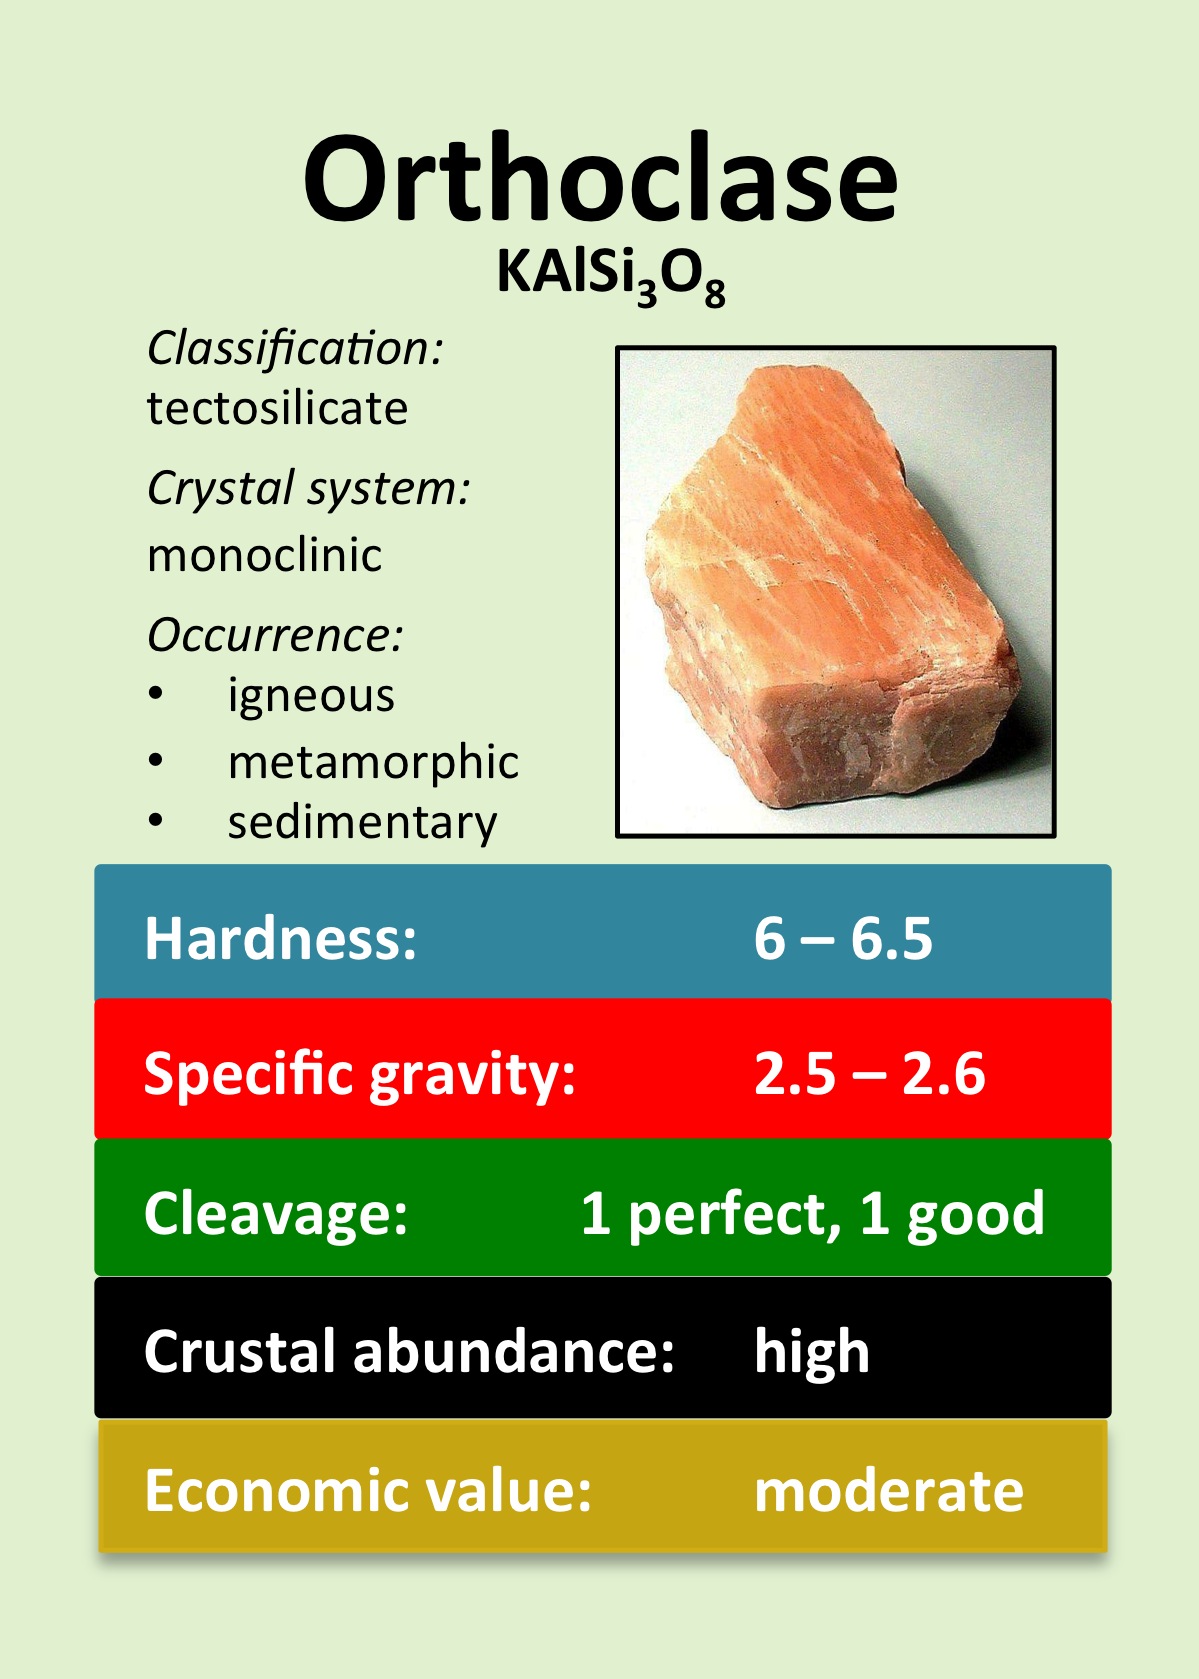 Orthoclase
KAlSi₃O₈
Classification:
tectosilicate
Crystal system:
monoclinic
Occurrence:
• igneous
• metamorphic
• sedimentary
Hardness: 6 – 6.5
Specific gravity: 2.5 – 2.6
Cleavage: 1 perfect, 1 good
Crustal abundance: high
Economic value: moderate